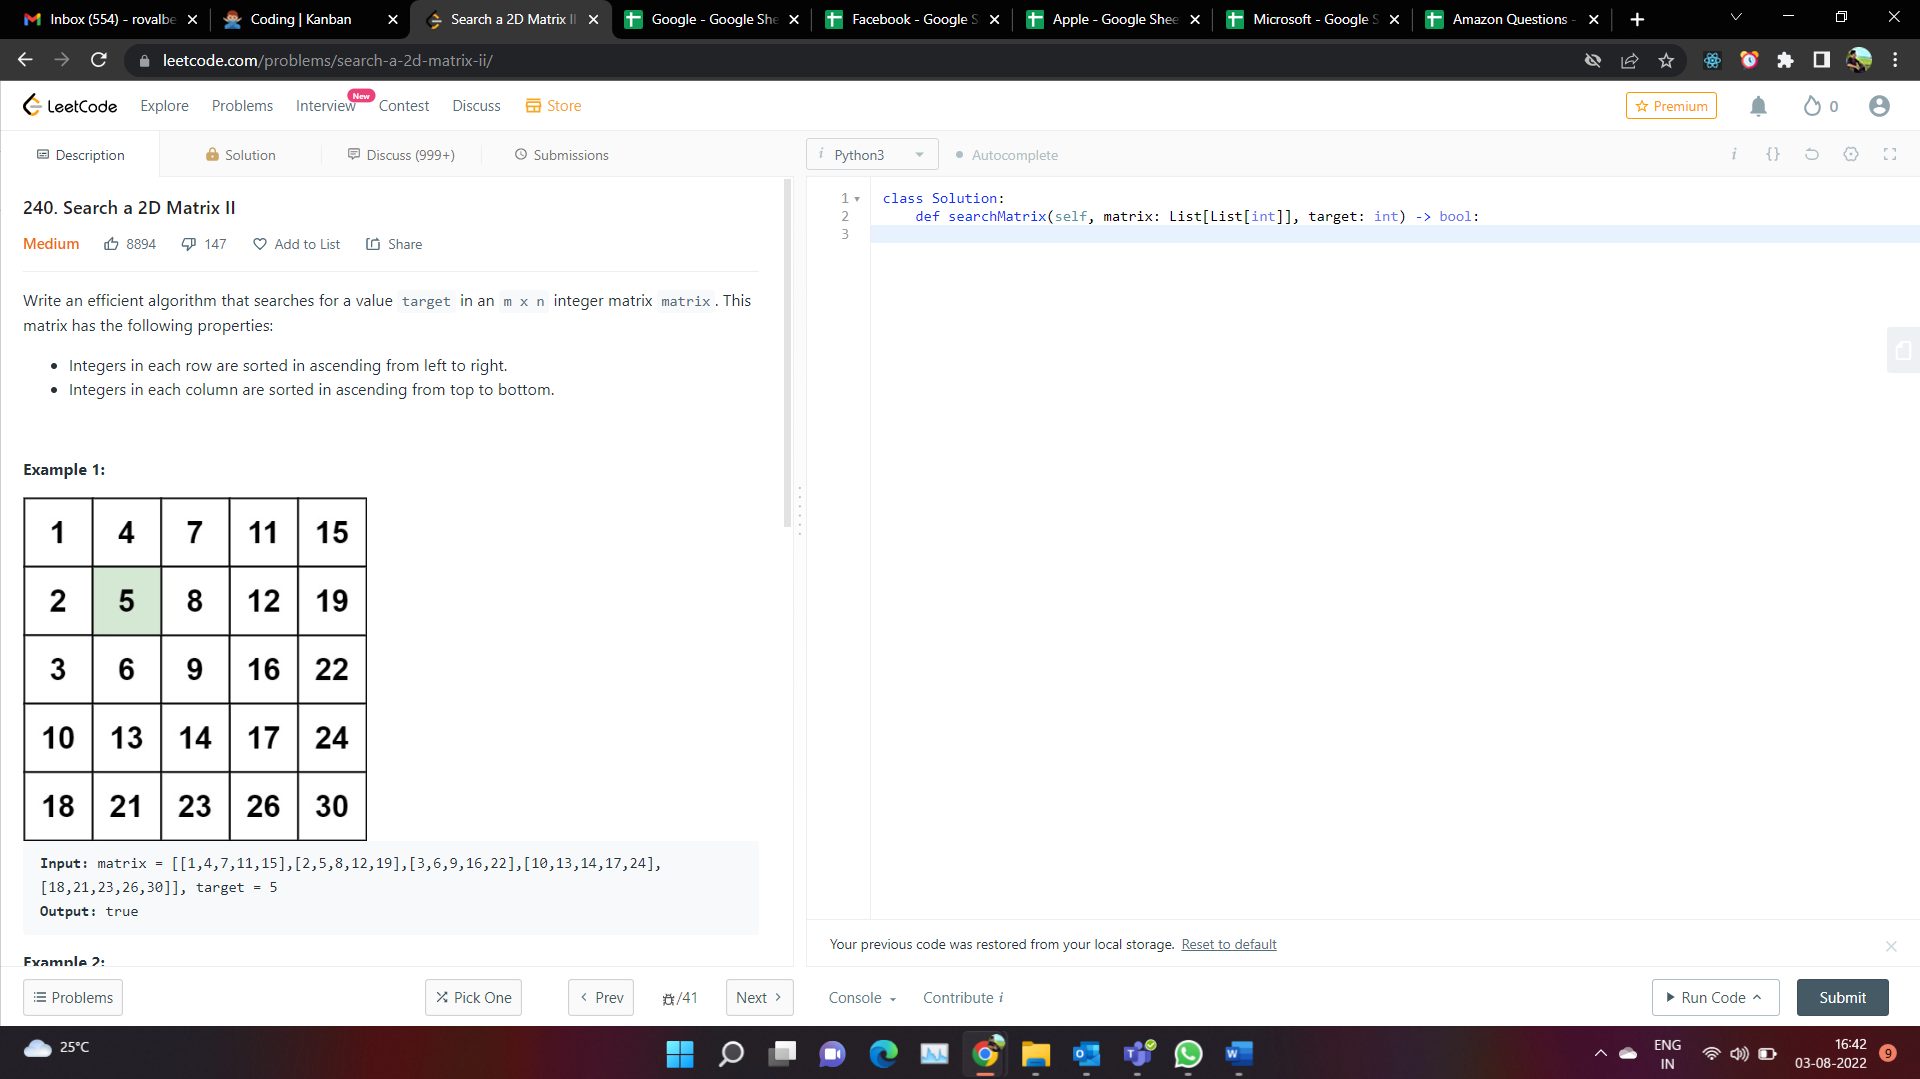 Inbox (554) - rovalbe
Coding | Kanban
Search a 2D Matrix II
Google - Google She
Facebook - Google S
Apple - Google Shee
Microsoft - Google S
Amazon Questions -
leetcode.com/problems/search-a-2d-matrix-ii/
LeetCode
Explore
Problems
Interview
New
Contest
Discuss
Store
Premium
0
Description
Solution
Discuss (999+)
Submissions
i Python3
Autocomplete
i {}
240. Search a 2D Matrix II
Medium 8894 147 Add to List Share
Write an efficient algorithm that searches for a value target in an m x n integer matrix matrix. This
matrix has the following properties:
• Integers in each row are sorted in ascending from left to right.
• Integers in each column are sorted in ascending from top to bottom.
Example 1:
1 4 7 11 15
2 5 8 12 19
3 6 9 16 22
10 13 14 17 24
18 21 23 26 30
Input: matrix = [[1,4,7,11,15],[2,5,8,12,19],[3,6,9,16,22],[10,13,14,17,24],
[18,21,23,26,30]], target = 5
Output: true
Example 2:
1 class Solution:
2 def searchMatrix(self, matrix: List[List[int]], target: int) -> bool:
3
Your previous code was restored from your local storage. Reset to default
Problems
Pick One
Prev
/41
Next
Console
Contribute i
Run Code
Submit
25°C
ENG
IN
16:42
03-08-2022
9